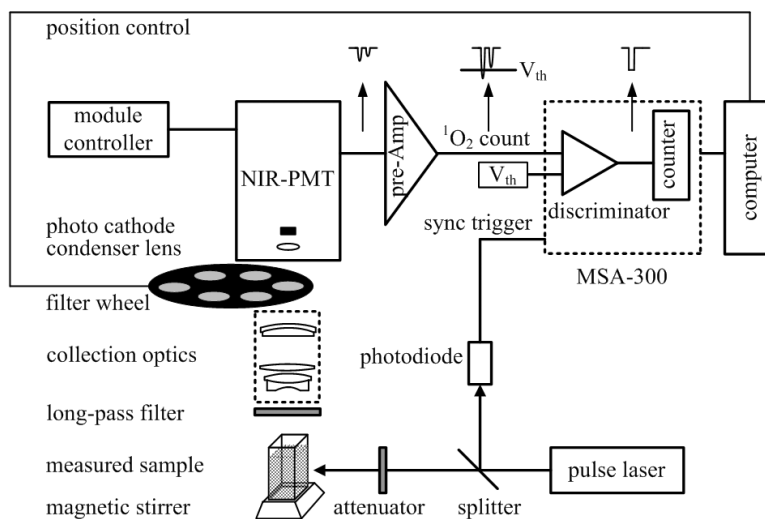 position control
V_th
module
controller
NIR-PMT
pre-Amp
¹O₂ count
V_th
discriminator
counter
computer
photo cathode
condenser lens
sync trigger
MSA-300
filter wheel
collection optics
photodiode
long-pass filter
measured sample
pulse laser
magnetic stirrer
attenuator
splitter